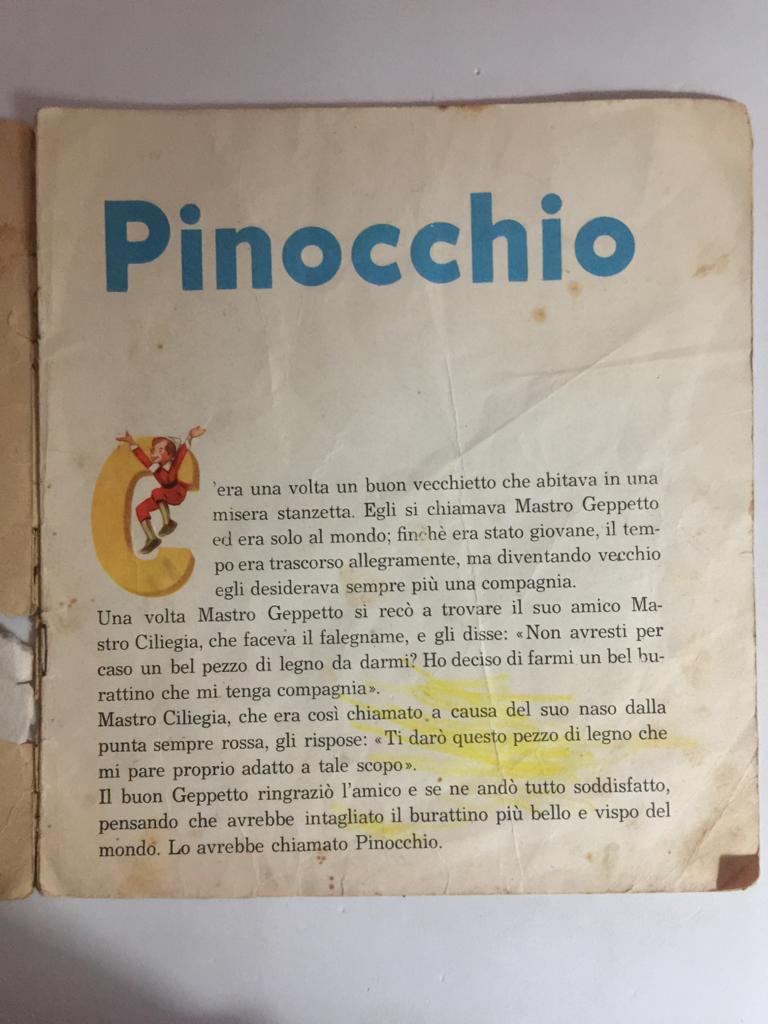 Pinocchio
C'era una volta un buon vecchietto che abitava in una
misera stanzetta. Egli si chiamava Mastro Geppetto
ed era solo al mondo; finchè era stato giovane, il tem-
po era trascorso allegramente, ma diventando vecchio
egli desiderava sempre più una compagnia.
Una volta Mastro Geppetto si recò a trovare il suo amico Ma-
stro Ciliegia, che faceva il falegname, e gli disse: «Non avresti per
caso un bel pezzo di legno da darmi? Ho deciso di farmi un bel bu-
rattino che mi tenga compagnia».
Mastro Ciliegia, che era così chiamato a causa del suo naso dalla
punta sempre rossa, gli rispose: «Ti darò questo pezzo di legno che
mi pare proprio adatto a tale scopo».
Il buon Geppetto ringraziò l'amico e se ne andò tutto soddisfatto,
pensando che avrebbe intagliato il burattino più bello e vispo del
mondo. Lo avrebbe chiamato Pinocchio.